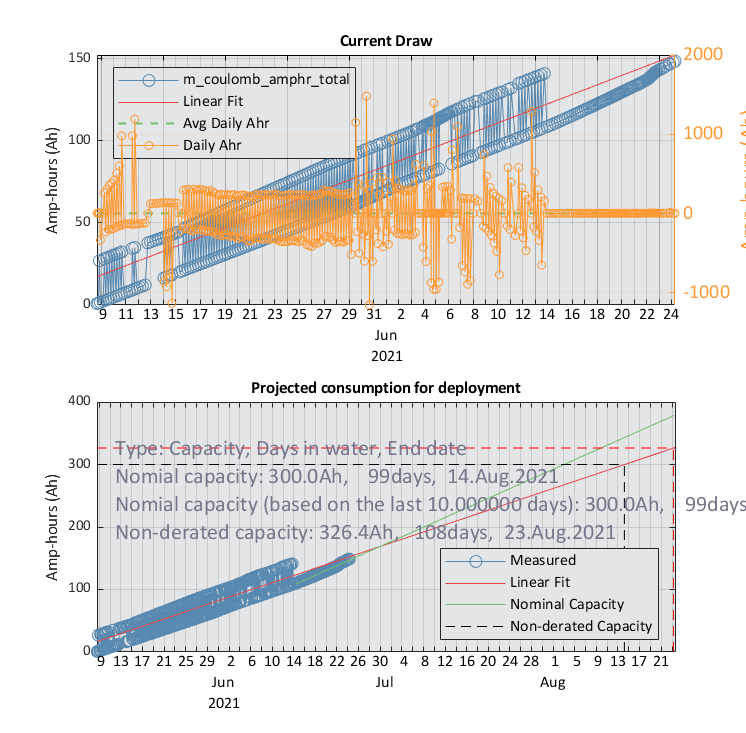 Current Draw
150
100
50
0
Amp-hours (Ah)
2000
1000
0
-1000
m_coulomb_amphr_total
Linear Fit
Avg Daily Ahr
Daily Ahr
9 11 13 15 17 19 21 23 25 27 29 31 2 4 6 8 10 12 14 16 18 20 22 24
Jun
2021
Projected consumption for deployment
400
300
200
100
0
Amp-hours (Ah)
Type: Capacity, Days in water, End date
Nomial capacity: 300.0Ah, 99days, 14.Aug.2021
Nomial capacity (based on the last 10.000000 days): 300.0Ah, 99days
Non-derated capacity: 326.4Ah, 108days, 23.Aug.2021
Measured
Linear Fit
Nominal Capacity
Non-derated Capacity
9 13 17 21 25 29 2 6 10 14 18 22 26 30 4 8 12 16 20 24 28 1 5 9 13 17 21
Jun Jul Aug
2021